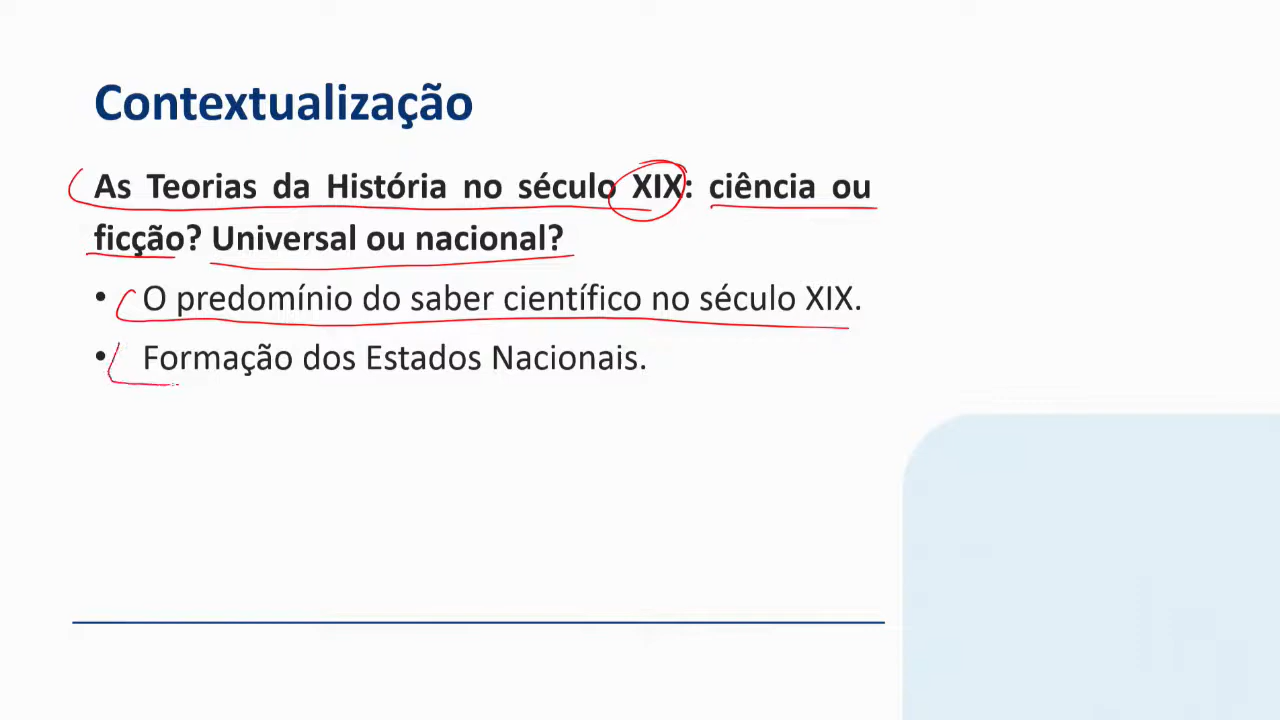 Contextualização
As Teorias da História no século XIX: ciência ou
ficção? Universal ou nacional?
• O predomínio do saber científico no século XIX.
• Formação dos Estados Nacionais.